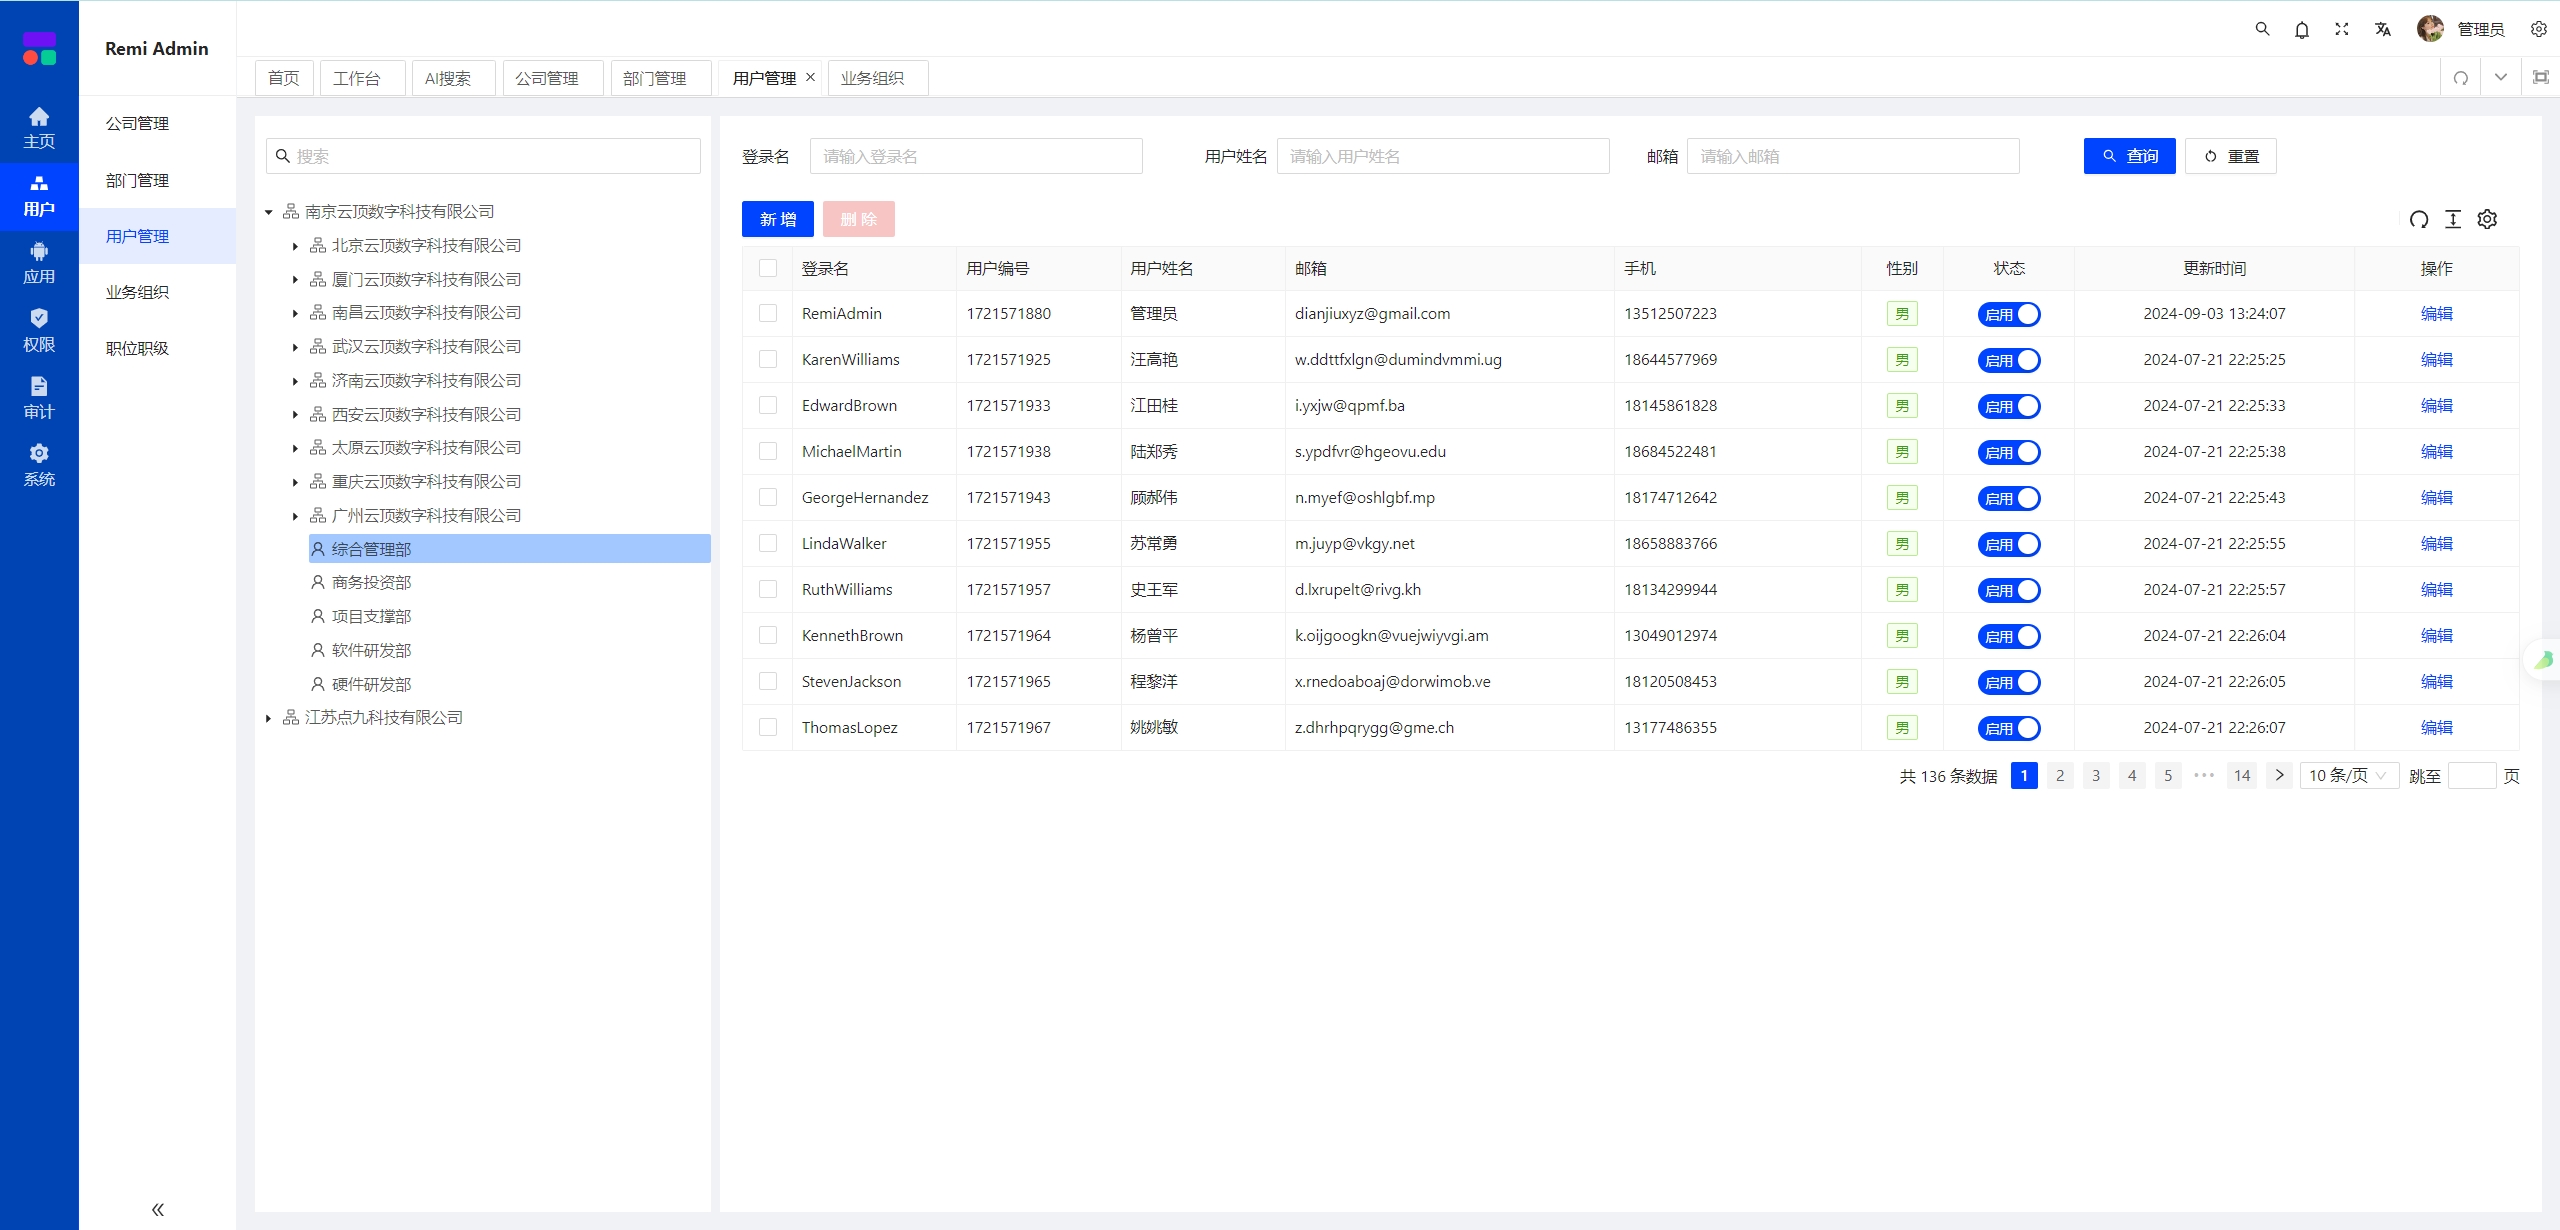 Remi Admin
管理员
首页 工作台 AI搜索 公司管理 部门管理 用户管理 业务组织
主页
用户
应用
权限
审计
系统
公司管理
部门管理
用户管理
业务组织
职位职级
搜索
南京云顶数字科技有限公司
北京云顶数字科技有限公司
厦门云顶数字科技有限公司
南昌云顶数字科技有限公司
武汉云顶数字科技有限公司
济南云顶数字科技有限公司
西安云顶数字科技有限公司
太原云顶数字科技有限公司
重庆云顶数字科技有限公司
广州云顶数字科技有限公司
综合管理部
商务投资部
项目支撑部
软件研发部
硬件研发部
江苏点九科技有限公司
登录名 请输入登录名 用户姓名 请输入用户姓名 邮箱 请输入邮箱 查询 重置
新 增 删 除
登录名 用户编号 用户姓名 邮箱 手机 性别 状态 更新时间 操作
RemiAdmin 1721571880 管理员 dianjiuxyz@gmail.com 13512507223 男 启用 2024-09-03 13:24:07 编辑
KarenWilliams 1721571925 汪高艳 w.ddttfxlgn@dumindvmmi.ug 18644577969 男 启用 2024-07-21 22:25:25 编辑
EdwardBrown 1721571933 江田桂 i.yxjw@qpmf.ba 18145861828 男 启用 2024-07-21 22:25:33 编辑
MichaelMartin 1721571938 陆郑秀 s.ypdfvr@hgeovu.edu 18684522481 男 启用 2024-07-21 22:25:38 编辑
GeorgeHernandez 1721571943 顾郝伟 n.myef@oshlgbf.mp 18174712642 男 启用 2024-07-21 22:25:43 编辑
LindaWalker 1721571955 苏常勇 m.juyp@vkgy.net 18658883766 男 启用 2024-07-21 22:25:55 编辑
RuthWilliams 1721571957 史王军 d.lxrupelt@rivg.kh 18134299944 男 启用 2024-07-21 22:25:57 编辑
KennethBrown 1721571964 杨曾平 k.oijgoogkn@vuejwiyvgi.am 13049012974 男 启用 2024-07-21 22:26:04 编辑
StevenJackson 1721571965 程黎洋 x.rnedoaboaj@dorwimob.ve 18120508453 男 启用 2024-07-21 22:26:05 编辑
ThomasLopez 1721571967 姚姚敏 z.dhrhpqrygg@gme.ch 13177486355 男 启用 2024-07-21 22:26:07 编辑
共 136 条数据 1 2 3 4 5 ••• 14 10 条/页 跳至 页